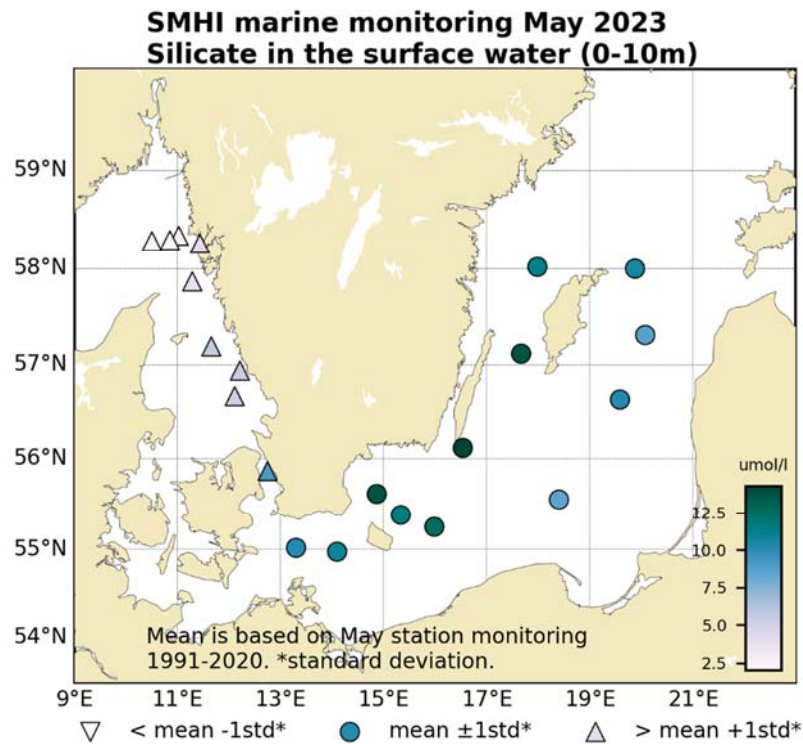 SMHI marine monitoring May 2023
Silicate in the surface water (0-10m)
59°N
58°N
57°N
56°N
55°N
54°N
umol/l
12.5
10.0
7.5
5.0
2.5
Mean is based on May station monitoring
1991-2020. *standard deviation.
9°E 11°E 13°E 15°E 17°E 19°E 21°E
< mean -1std* mean ±1std* > mean +1std*